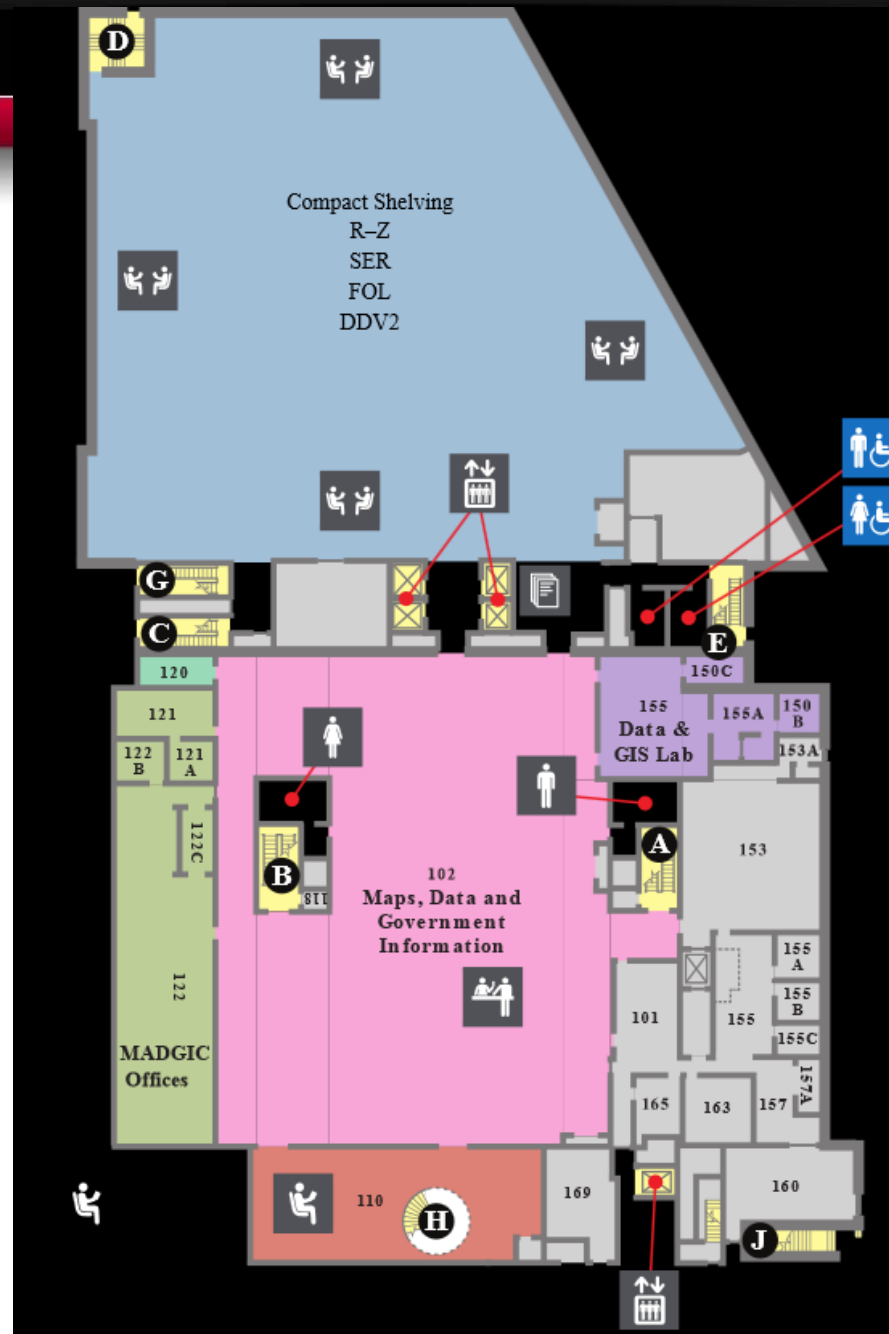 D
Compact Shelving
R–Z
SER
FOL
DDV2
G
C
E
120
150C
121
155
Data &
GIS Lab
155A
150
B
122
B
121
A
153A
122C
B
118
A
153
102
Maps, Data and
Government
Information
122
MADGIC
Offices
101
155
155
A
155
B
155C
165
163
157
157A
110
H
169
160
J